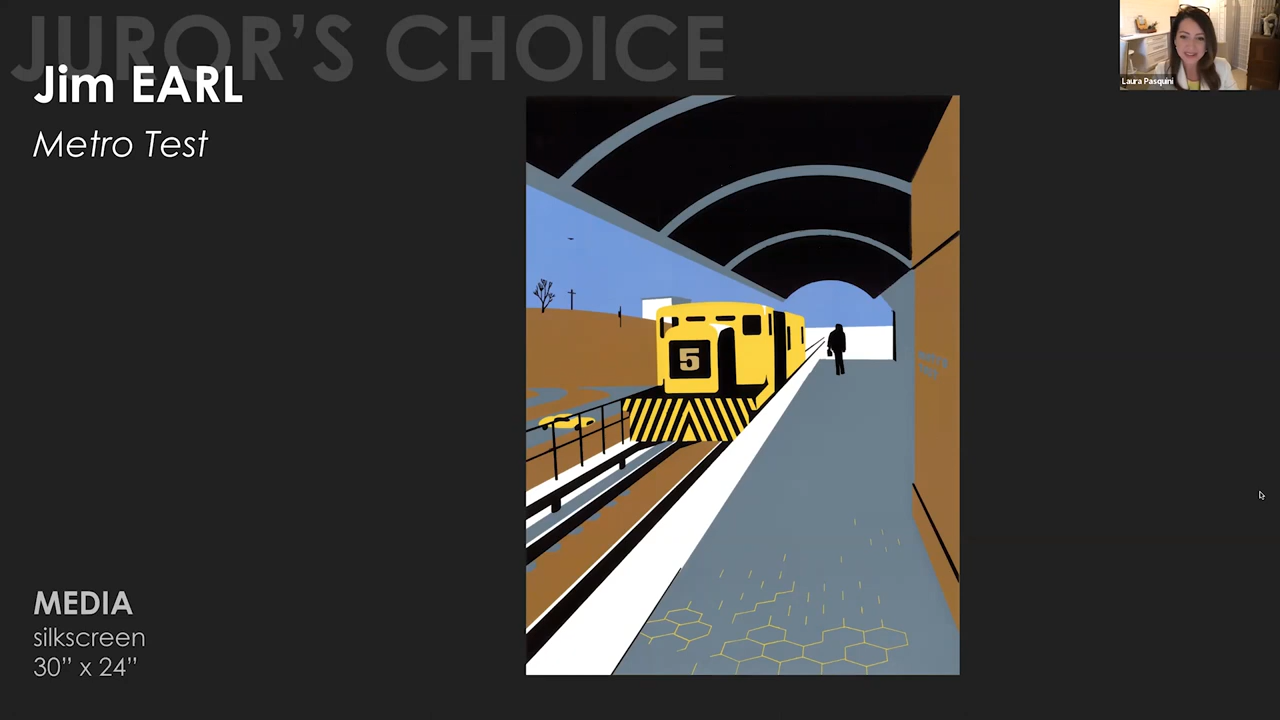 JUROR'S CHOICE
Jim EARL
Metro Test
Laura Pasquini
5
MEDIA
silkscreen
30” x 24”